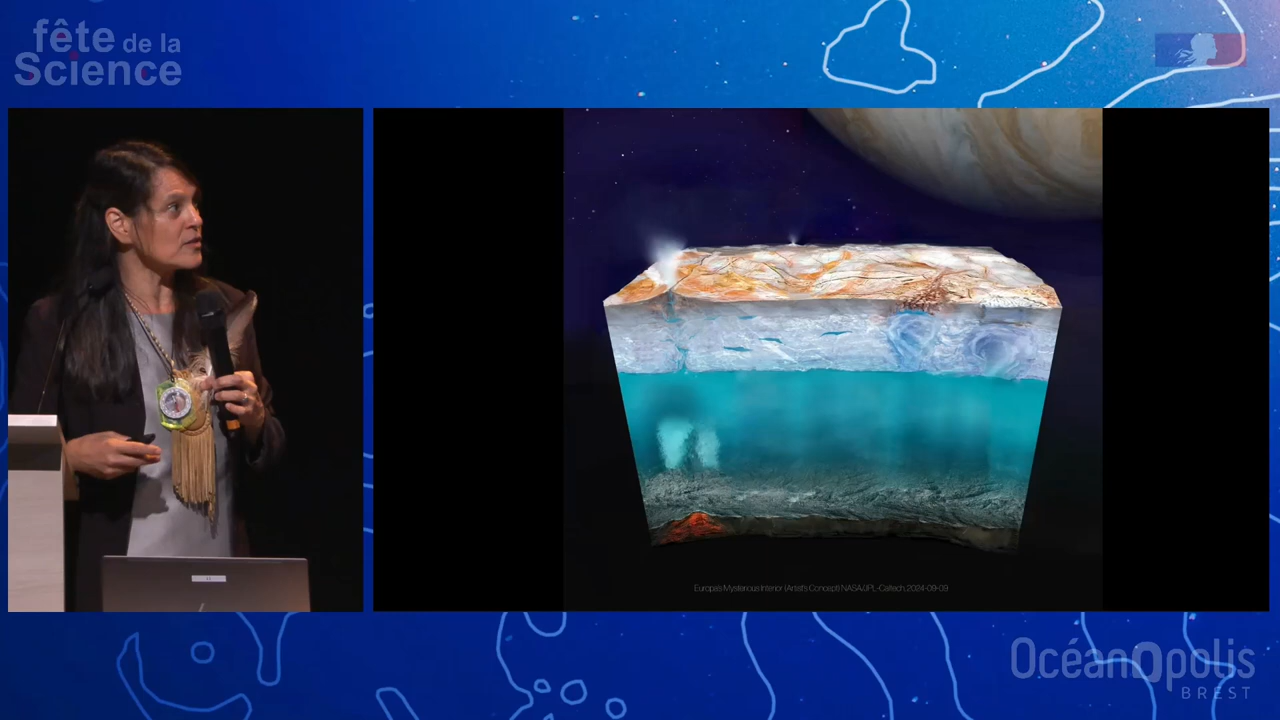 fête de la
Science
Europa's Mysterious Interior (Artist's Concept) NASA/JPL-Caltech, 2024-09-09
OcéanOpolis
BREST